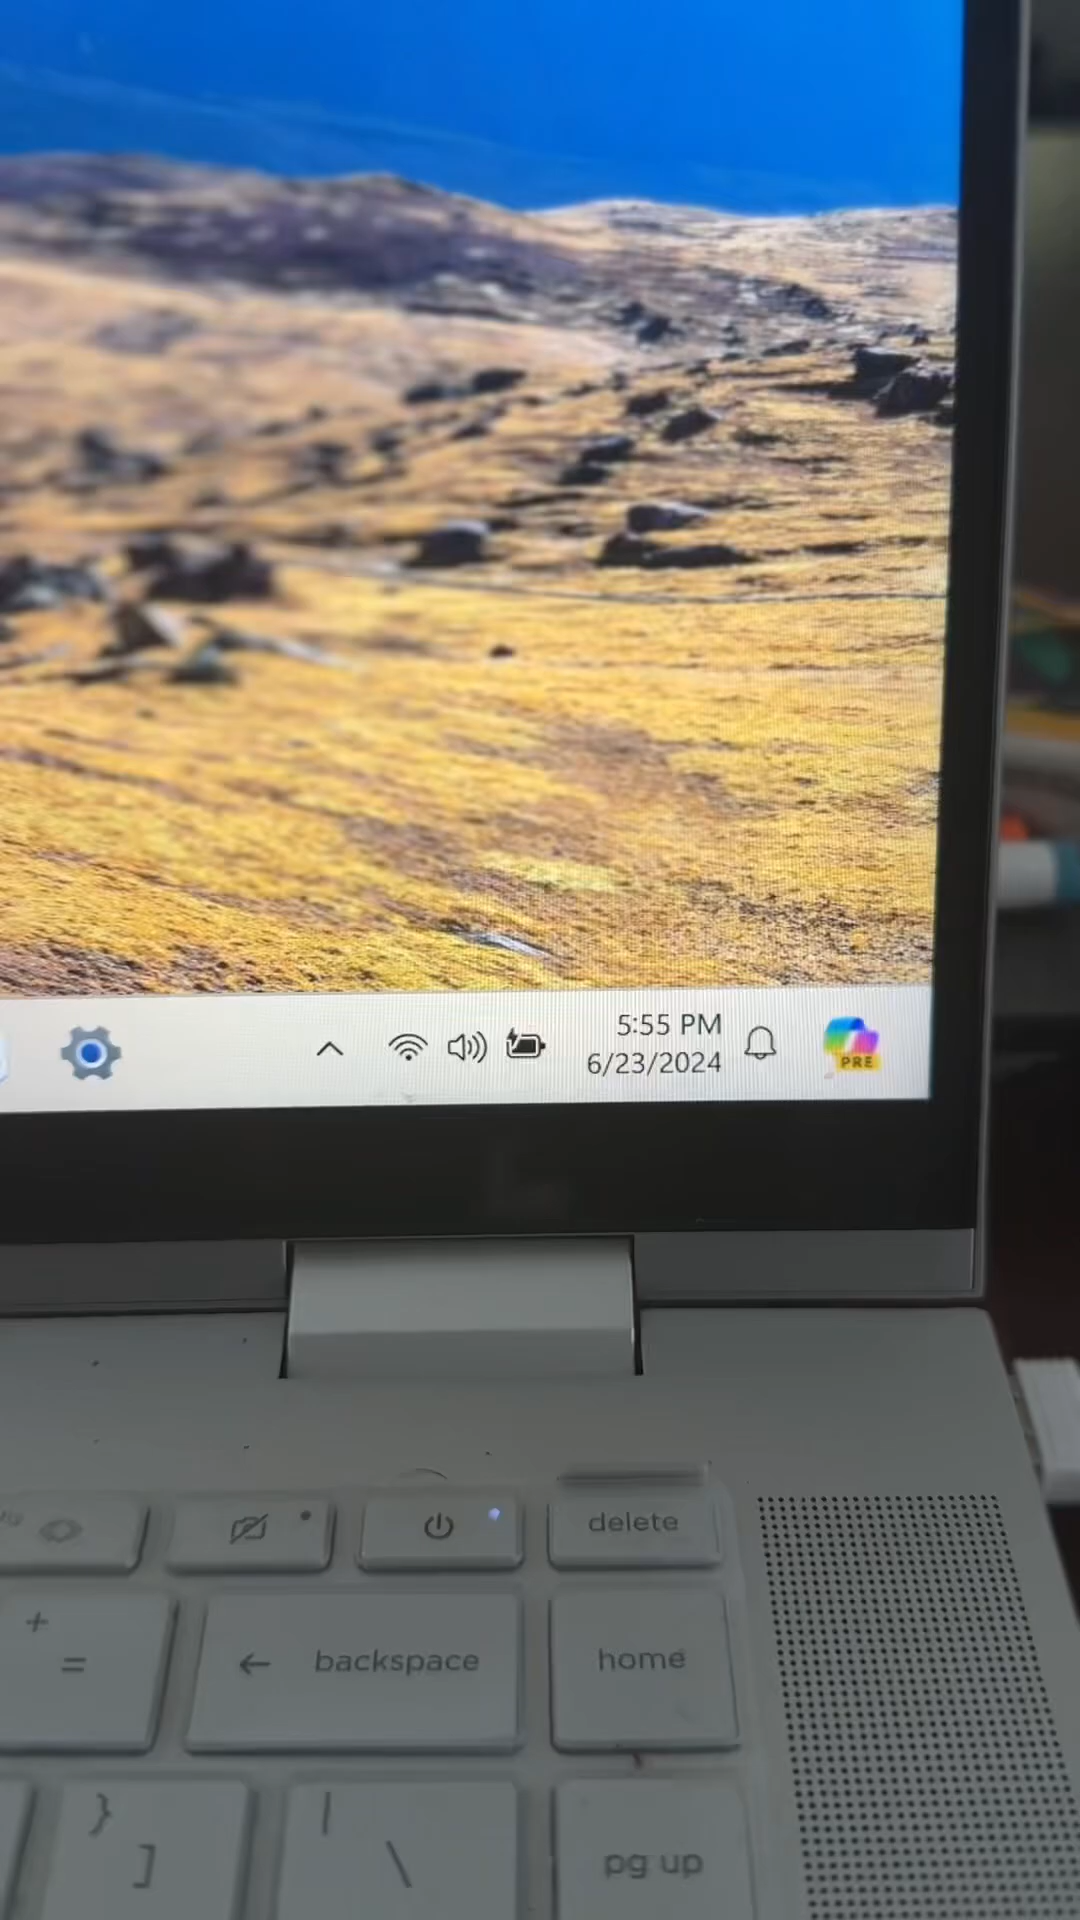 5:55 PM
6/23/2024
PRE
delete
+
=
← backspace
home
}
]
|
\
pg up